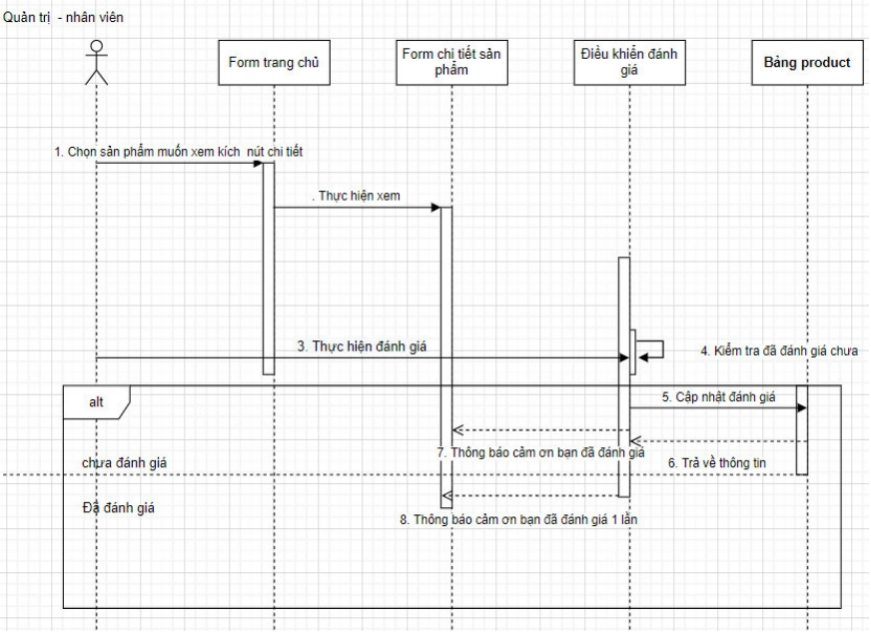 Quản trị - nhân viên
Form trang chủ
Form chi tiết sản
phẩm
Điều khiển đánh
giá
Bảng product
1. Chọn sản phẩm muốn xem kích nút chi tiết
. Thực hiện xem
3. Thực hiện đánh giá
4. Kiểm tra đã đánh giá chưa
alt
5. Cập nhật đánh giá
7. Thông báo cảm ơn bạn đã đánh giá
6. Trả về thông tin
chưa đánh giá
Đã đánh giá
8. Thông báo cảm ơn bạn đã đánh giá 1 lần